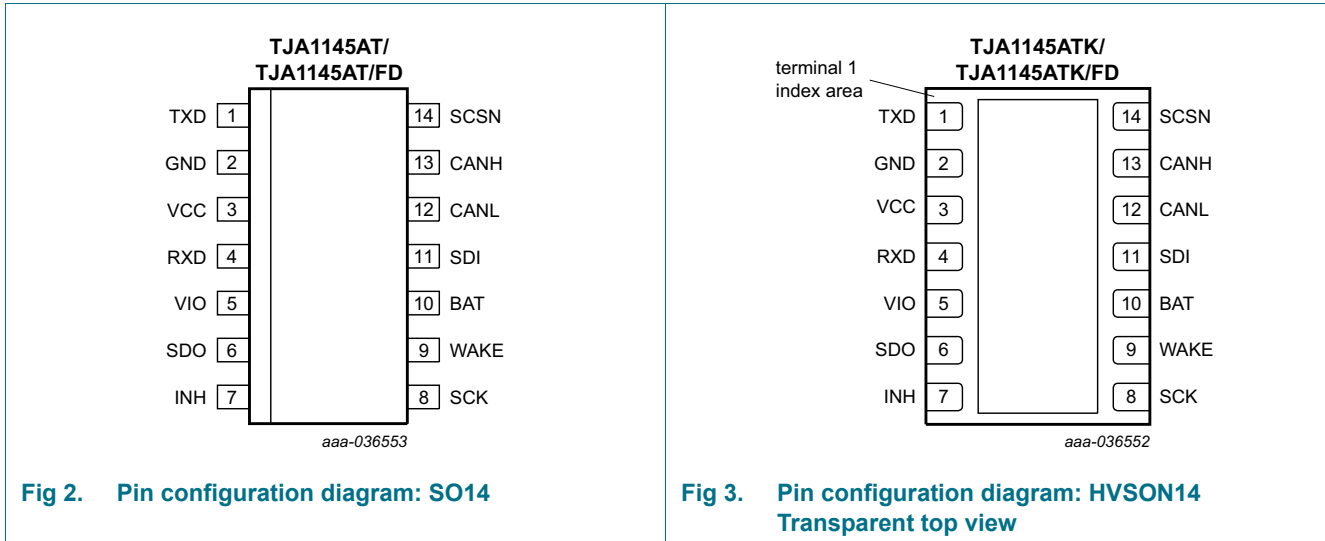 TJA1145AT/
TJA1145AT/FD
TXD 1 14 SCSN
GND 2 13 CANH
VCC 3 12 CANL
RXD 4 11 SDI
VIO 5 10 BAT
SDO 6 9 WAKE
INH 7 8 SCK
aaa-036553
Fig 2. Pin configuration diagram: SO14
TJA1145ATK/
TJA1145ATK/FD
terminal 1
index area
TXD 1 14 SCSN
GND 2 13 CANH
VCC 3 12 CANL
RXD 4 11 SDI
VIO 5 10 BAT
SDO 6 9 WAKE
INH 7 8 SCK
aaa-036552
Fig 3. Pin configuration diagram: HVSON14
Transparent top view